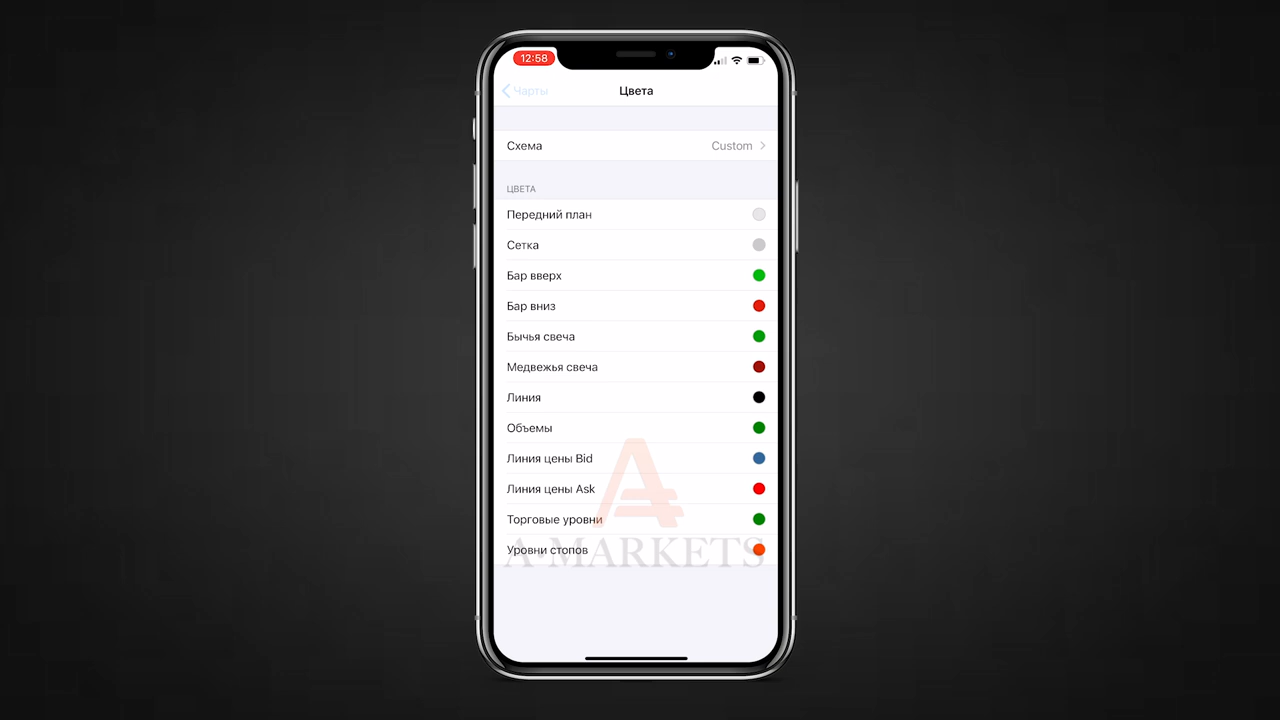 12:58
Чарты
Цвета
Схема Custom
ЦВЕТА
Передний план
Сетка
Бар вверх
Бар вниз
Бычья свеча
Медвежья свеча
Линия
Объемы
Линия цены Bid
Линия цены Ask
Торговые уровни
Уровни стопов
A-MARKETS